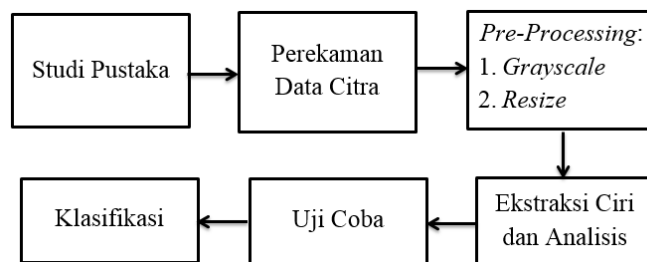 Studi Pustaka
Perekaman
Data Citra
Pre-Processing:
1. Grayscale
2. Resize
Ekstraksi Ciri
dan Analisis
Uji Coba
Klasifikasi